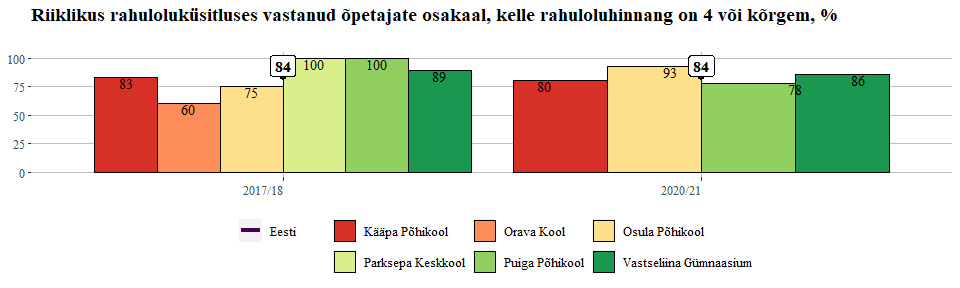 Riiklikus rahuloluküsitluses vastanud õpetajate osakaal, kelle rahuloluhinnang on 4 või kõrgem, %
100
75
50
25
0
83
60
75
84
100
100
89
80
93
84
78
86
2017/18
2020/21
Eesti
Kääpa Põhikool
Orava Kool
Osula Põhikool
Parksepa Keskkool
Puiga Põhikool
Vastseliina Gümnaasium